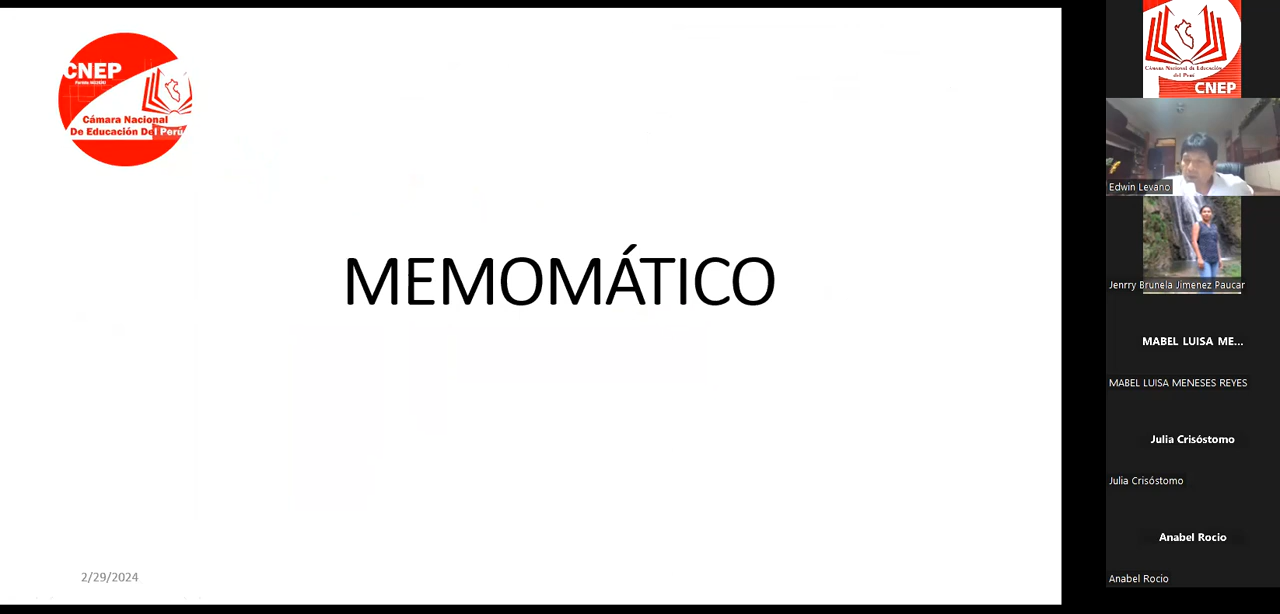 CNEP
Cámara Nacional
De Educación Del Perú
MEMOMÁTICO
2/29/2024
Cámara Nacional de Educación
del Perú
CNEP
Edwin Levano
Jenrry Brunela Jimenez Paucar
MABEL LUISA ME...
MABEL LUISA MENESES REYES
Julia Crisóstomo
Julia Crisóstomo
Anabel Rocio
Anabel Rocio